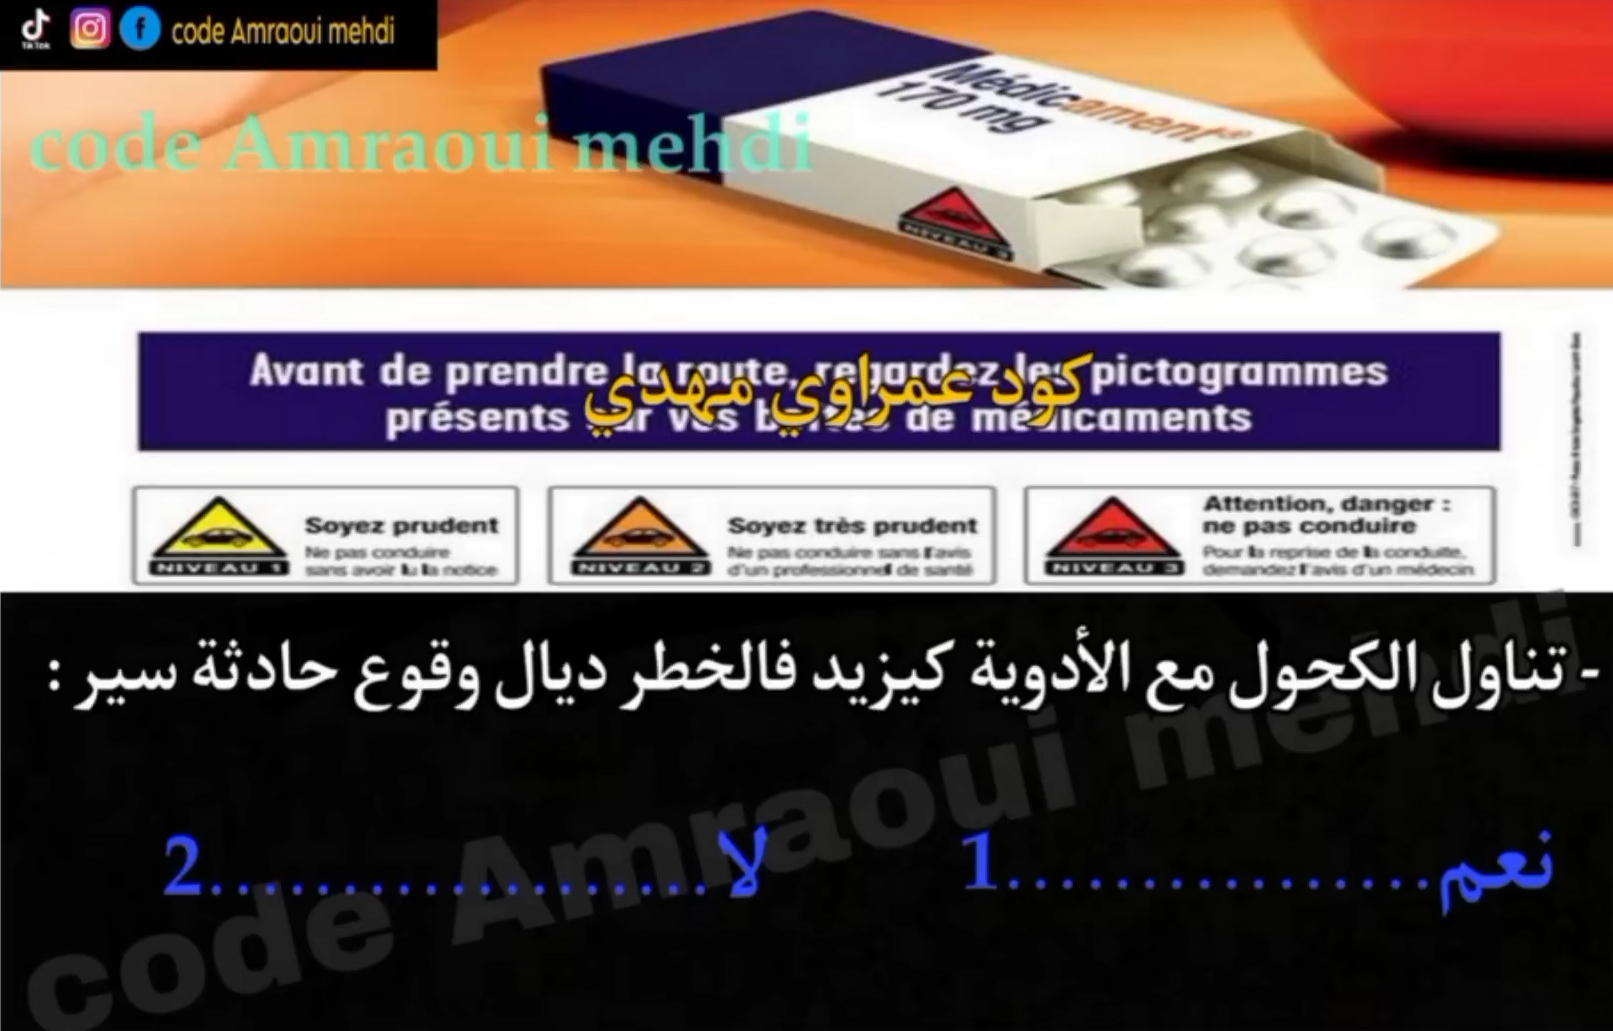 TikTok
code Amraoui mehdi
code Amraoui mehdi
Médicament®
170 mg
NIVEAU 3
Avant de prendre la route, regardez les pictogrammes
présents sur vos boîtes de médicaments
كود عمراوي مهدي
NIVEAU 1
Soyez prudent
Ne pas conduire
sans avoir lu la notice
NIVEAU 2
Soyez très prudent
Ne pas conduire sans l'avis
d'un professionnel de santé
NIVEAU 3
Attention, danger :
ne pas conduire
Pour la reprise de la conduite,
demandez l'avis d'un médecin
- تناول الكحول مع الأدوية كيزيد فالخطر ديال وقوع حادثة سير :
نعم................1 لا...................2
code Amraoui mehdi